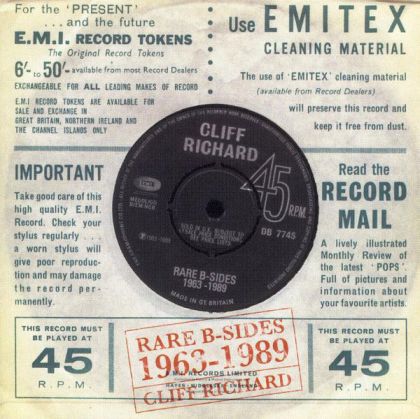 For the 'PRESENT'
...and the future
E.M.I. RECORD TOKENS
The Original Record Tokens
6/- to 50/- available from most Record Dealers
EXCHANGEABLE FOR ALL LEADING MAKES OF RECORD
E.M.I RECORD TOKENS ARE AVAILABLE FOR
SALE AND EXCHANGE IN
GREAT BRITAIN, NORTHERN IRELAND AND
THE CHANNEL ISLANDS ONLY
Use EMITEX
CLEANING MATERIAL
The use of 'EMITEX' cleaning material
(available from Record Dealers)
will preserve this record and
keep it free from dust.
CLIFF
RICHARD
EMI
45
R.P.M.
DB 7745
SOLD IN U.K. SUBJECT TO
RARE B-SIDES
1963-1989
MADE IN GT. BRITAIN
IMPORTANT
Take good care of this
high quality E.M.I.
Record. Check your
stylus regularly . . .
a worn stylus will
give poor reproduc-
tion and may damage
the record per-
manently.
Read the
RECORD
MAIL
A lively illustrated
Monthly Review of
the latest 'POPS'.
Full of pictures and
information about
your favourite artists.
THIS RECORD MUST
BE PLAYED AT
45
R.P.M.
RARE B-SIDES
1963-1989
CLIFF RICHARD
E.M.I. RECORDS LIMITED
HAYES · MIDDLESEX · ENGLAND
THIS RECORD MUST
BE PLAYED AT
45
R.P.M.